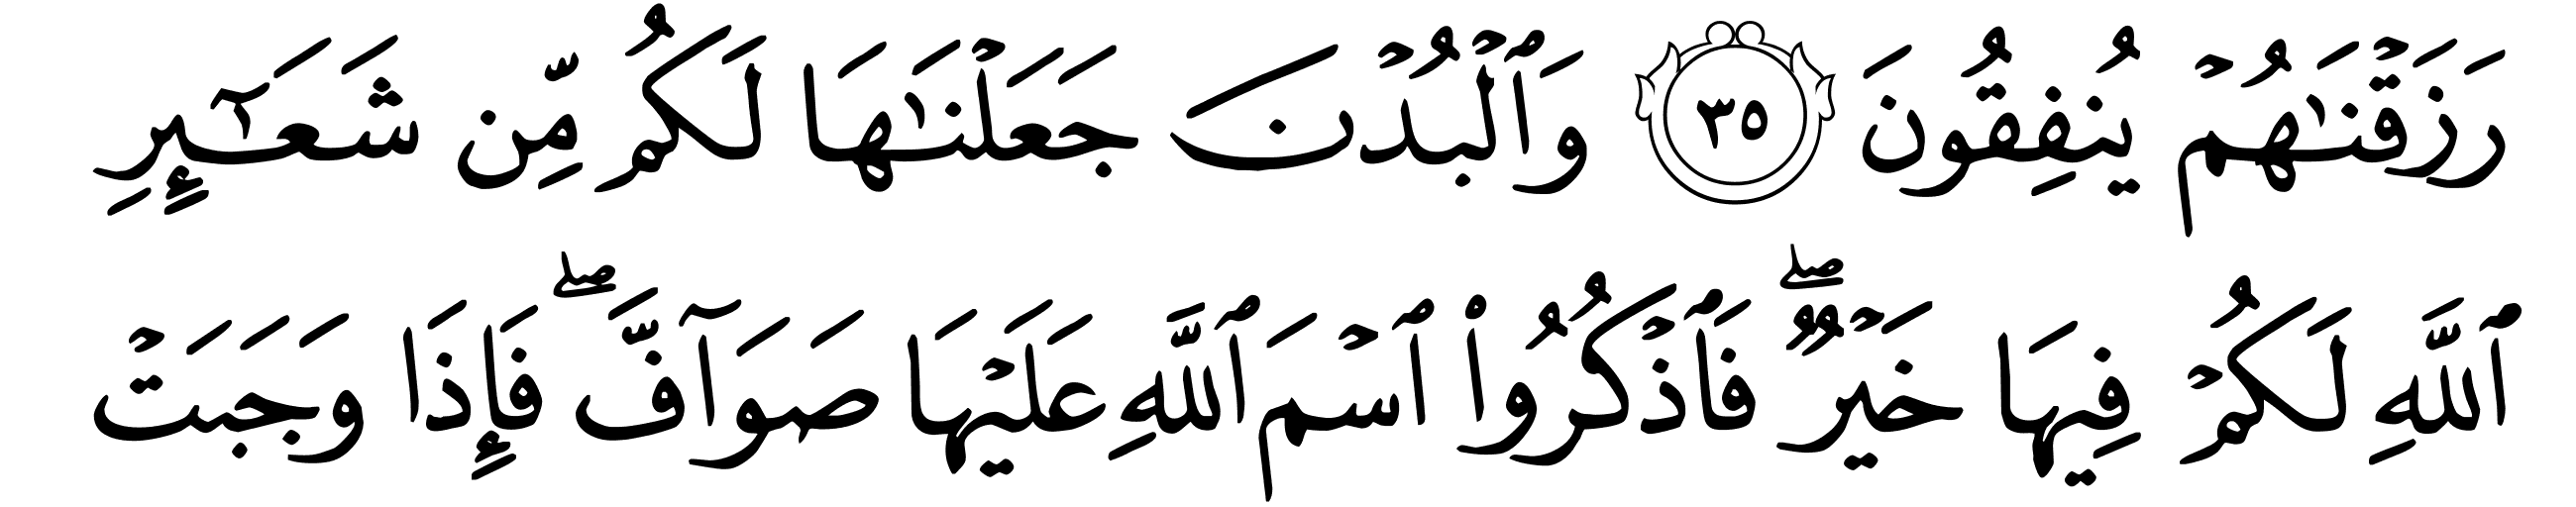 رَزَقۡنَٰهُمۡ يُنفِقُونَ ٣٥ وَٱلۡبُدۡنَ جَعَلۡنَٰهَا لَكُم مِّن شَعَٰٓئِرِ
ٱللَّهِ لَكُمۡ فِيهَا خَيۡرٞۖ فَٱذۡكُرُواْ ٱسۡمَ ٱللَّهِ عَلَيۡهَا صَوَآفَّۖ فَإِذَا وَجَبَتۡ